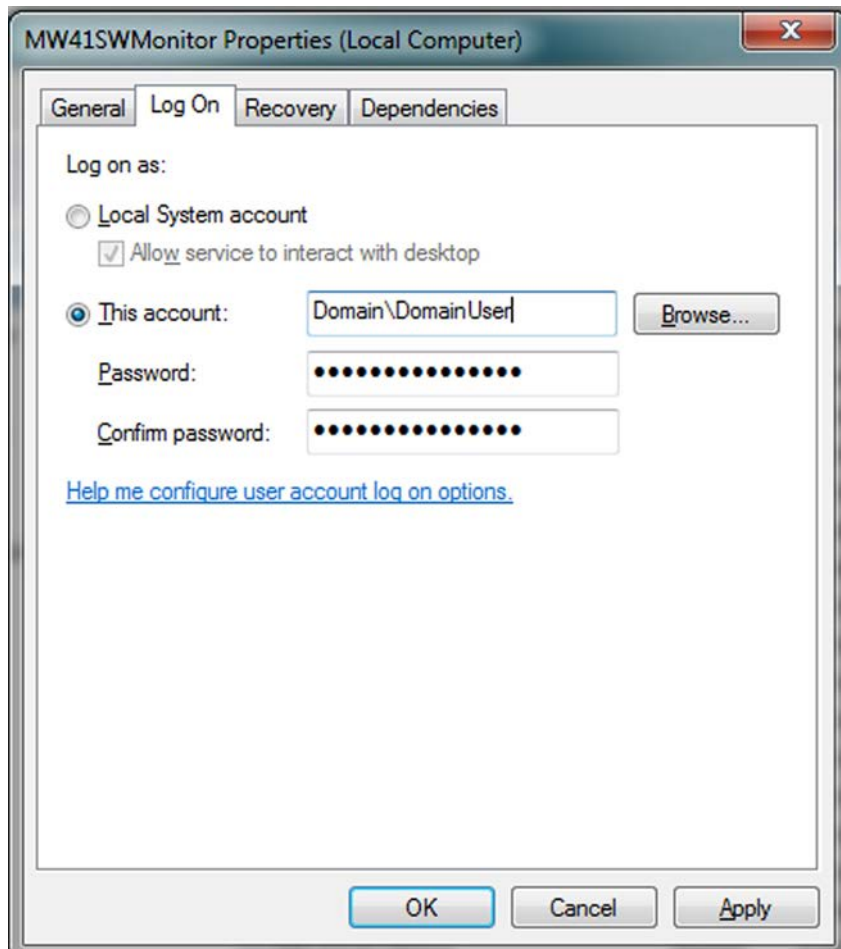 MW41SWMonitor Properties (Local Computer)
General Log On Recovery Dependencies
Log on as:
Local System account
Allow service to interact with desktop
This account: Domain\DomainUser Browse...
Password: •••••••••••••••
Confirm password: •••••••••••••••
Help me configure user account log on options.
OK Cancel Apply